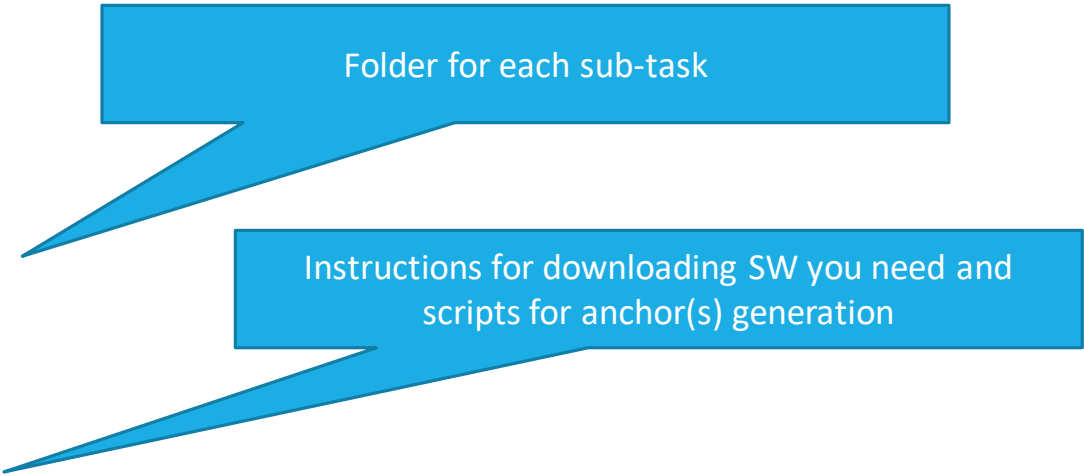 Folder for each sub-task
Instructions for downloading SW you need and
scripts for anchor(s) generation